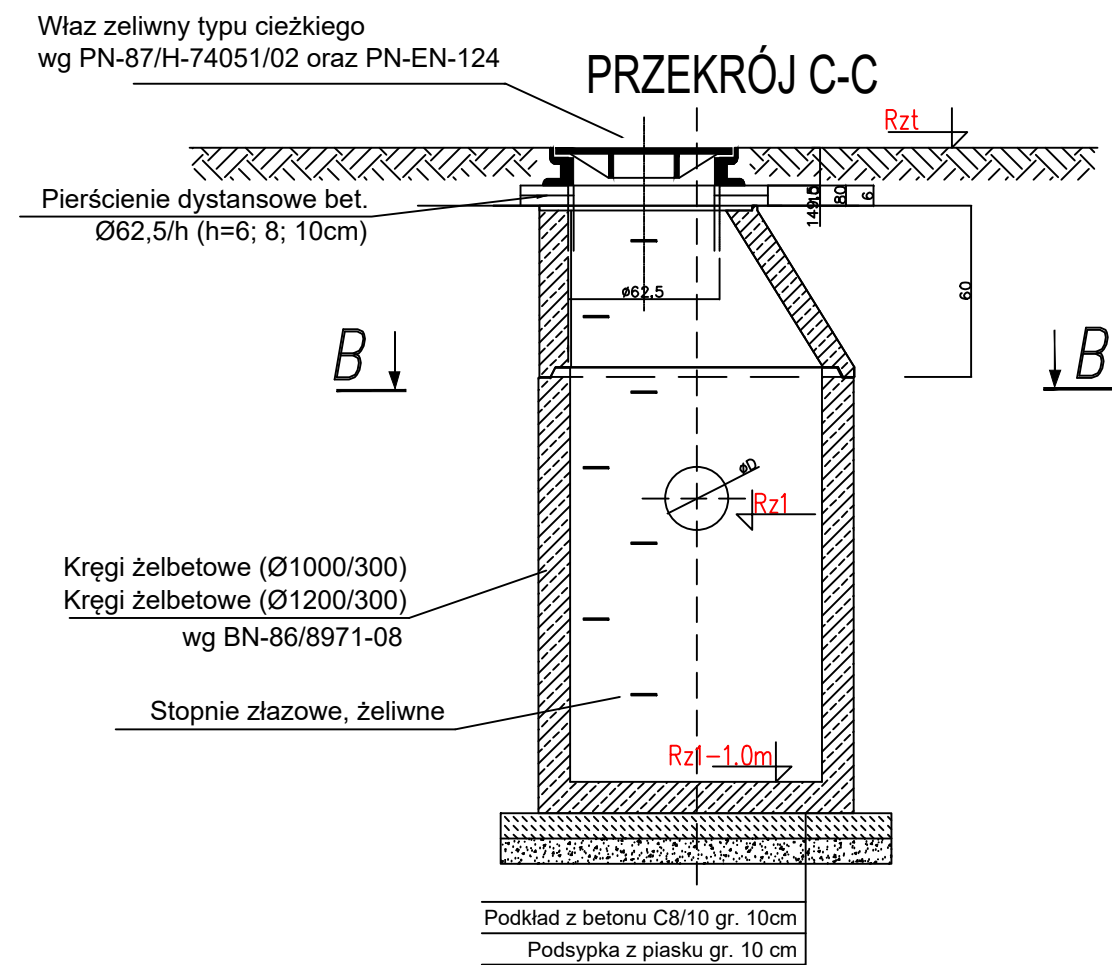 Właz zeliwny typu cieżkiego
wg PN-87/H-74051/02 oraz PN-EN-124
PRZEKRÓJ C-C
Rzt
Pierścienie dystansowe bet.
Ø62,5/h (h=6; 8; 10cm)
80
6
ø62.5
60
B
B
øD
Rz1
Kręgi żelbetowe (Ø1000/300)
Kręgi żelbetowe (Ø1200/300)
wg BN-86/8971-08
Stopnie złazowe, żeliwne
Rz1-1.0m
Podkład z betonu C8/10 gr. 10cm
Podsypka z piasku gr. 10 cm